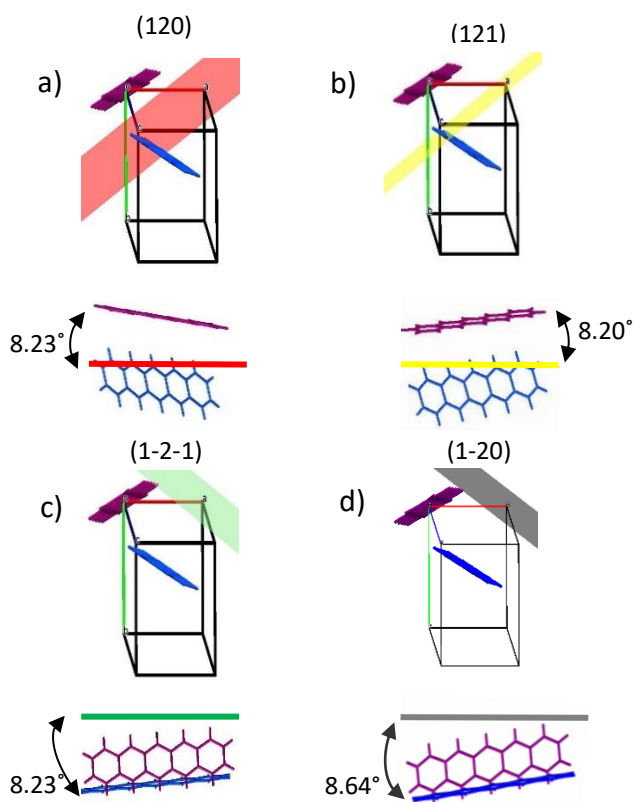 (120)
(121)
a)
b)
o
a
c
b
o
a
c
b
8.23˚
8.20˚
(1-2-1)
(1-20)
c)
d)
a
8.23˚
8.64˚